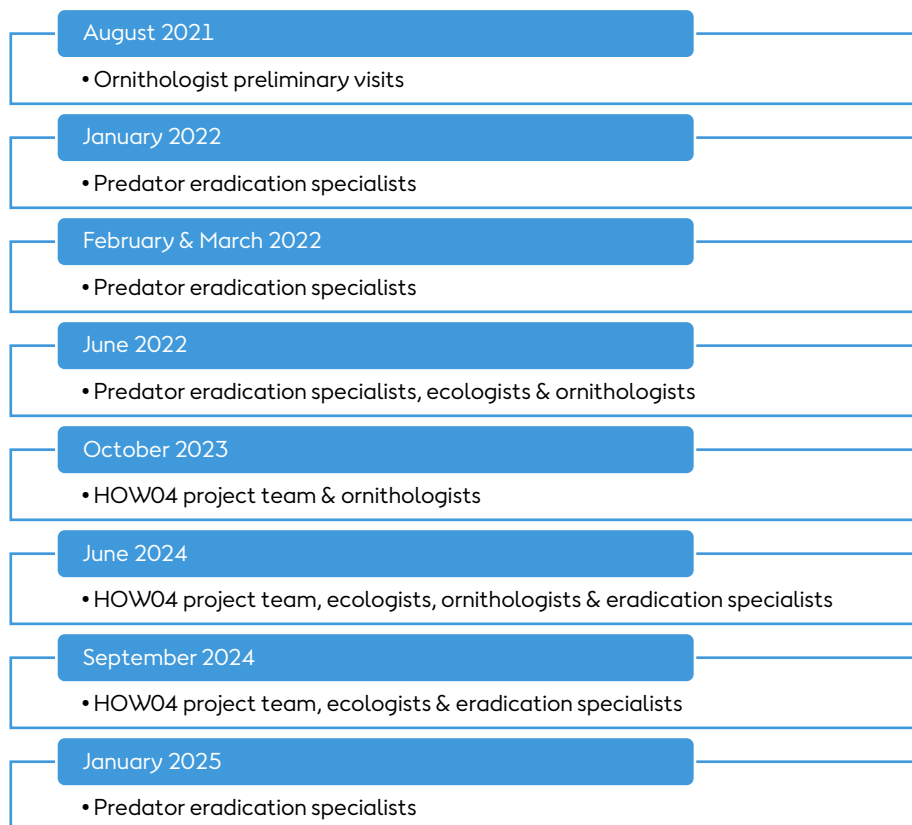 August 2021
• Ornithologist preliminary visits
January 2022
• Predator eradication specialists
February & March 2022
• Predator eradication specialists
June 2022
• Predator eradication specialists, ecologists & ornithologists
October 2023
• HOW04 project team & ornithologists
June 2024
• HOW04 project team, ecologists, ornithologists & eradication specialists
September 2024
• HOW04 project team, ecologists & eradication specialists
January 2025
• Predator eradication specialists